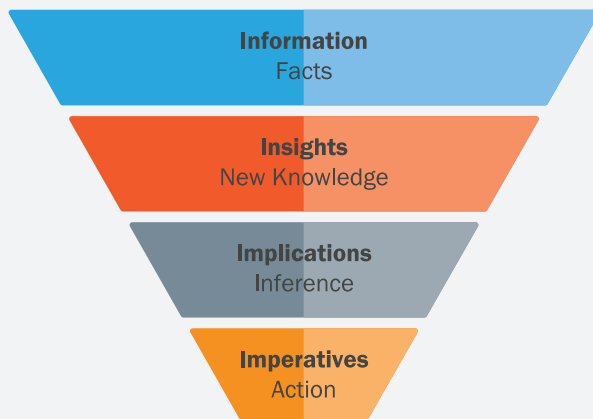 Information
Facts
Insights
New Knowledge
Implications
Inference
Imperatives
Action